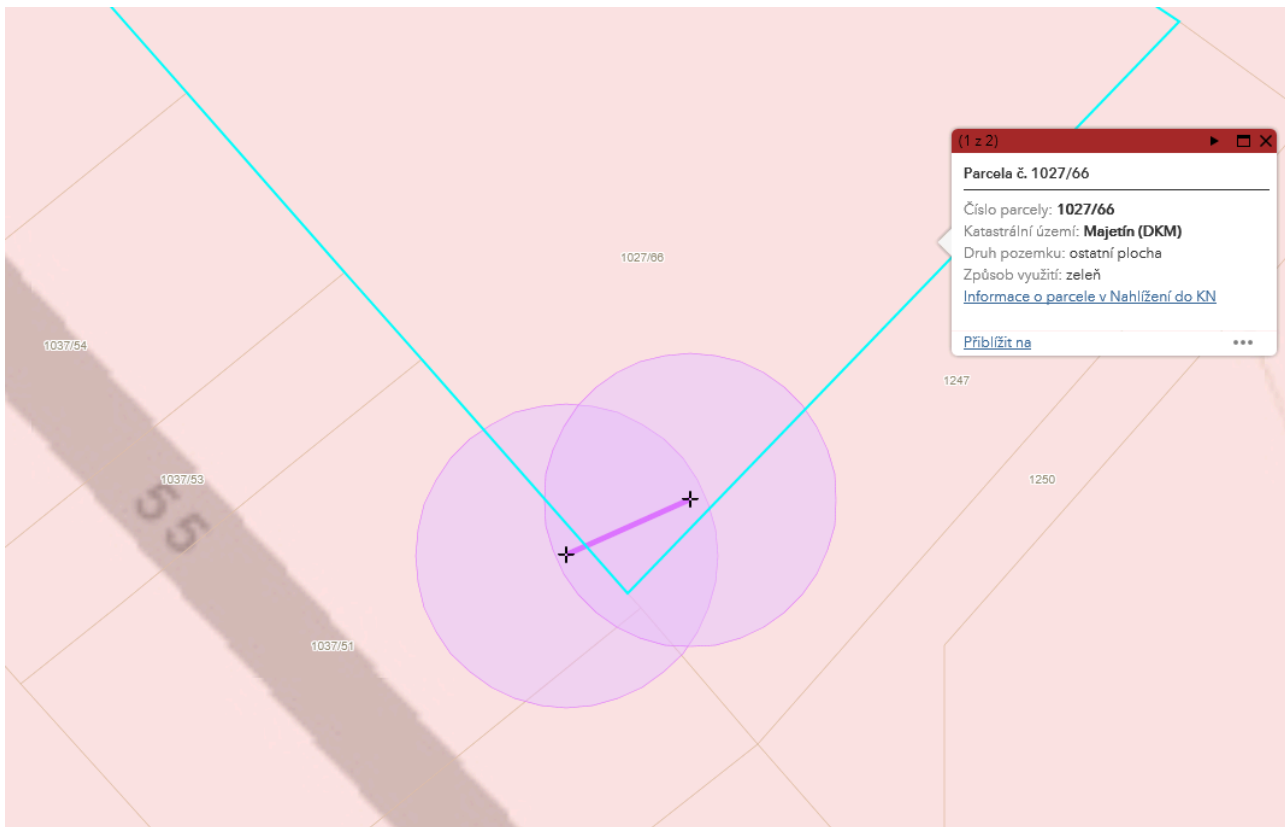 (1 z 2)
Parcela č. 1027/66
Číslo parcely: 1027/66
Katastrální území: Majetín (DKM)
Druh pozemku: ostatní plocha
Způsob využití: zeleň
Informace o parcele v Nahlížení do KN
Přiblížit na
1027/66
1037/54
1247
1037/53
1250
55
1037/51